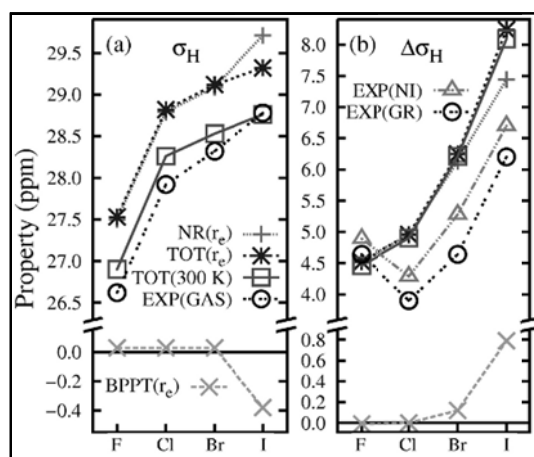 (a) σH
(b) ΔσH
Property (ppm)
29.5
29.0
28.5
28.0
27.5
27.0
26.5
0.0
−0.2
−0.4
NR(re)
TOT(re)
TOT(300 K)
EXP(GAS)
BPPT(re)
F Cl Br I
8.0
7.5
7.0
6.5
6.0
5.5
5.0
4.5
4.0
0.8
0.6
0.4
0.2
0.0
EXP(NI)
EXP(GR)
F Cl Br I